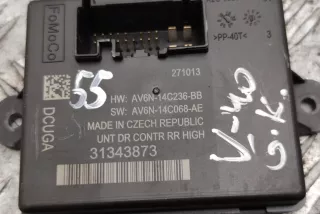 FoMoCo
>PP-40T<
3
271013
55
HW: AV6N-14C236-BB
SW: AV6N-14C068-AE
MADE IN CZECH REPUBLIC
UNT DR CONTR RR HIGH
31343873
DCUGA
V-40